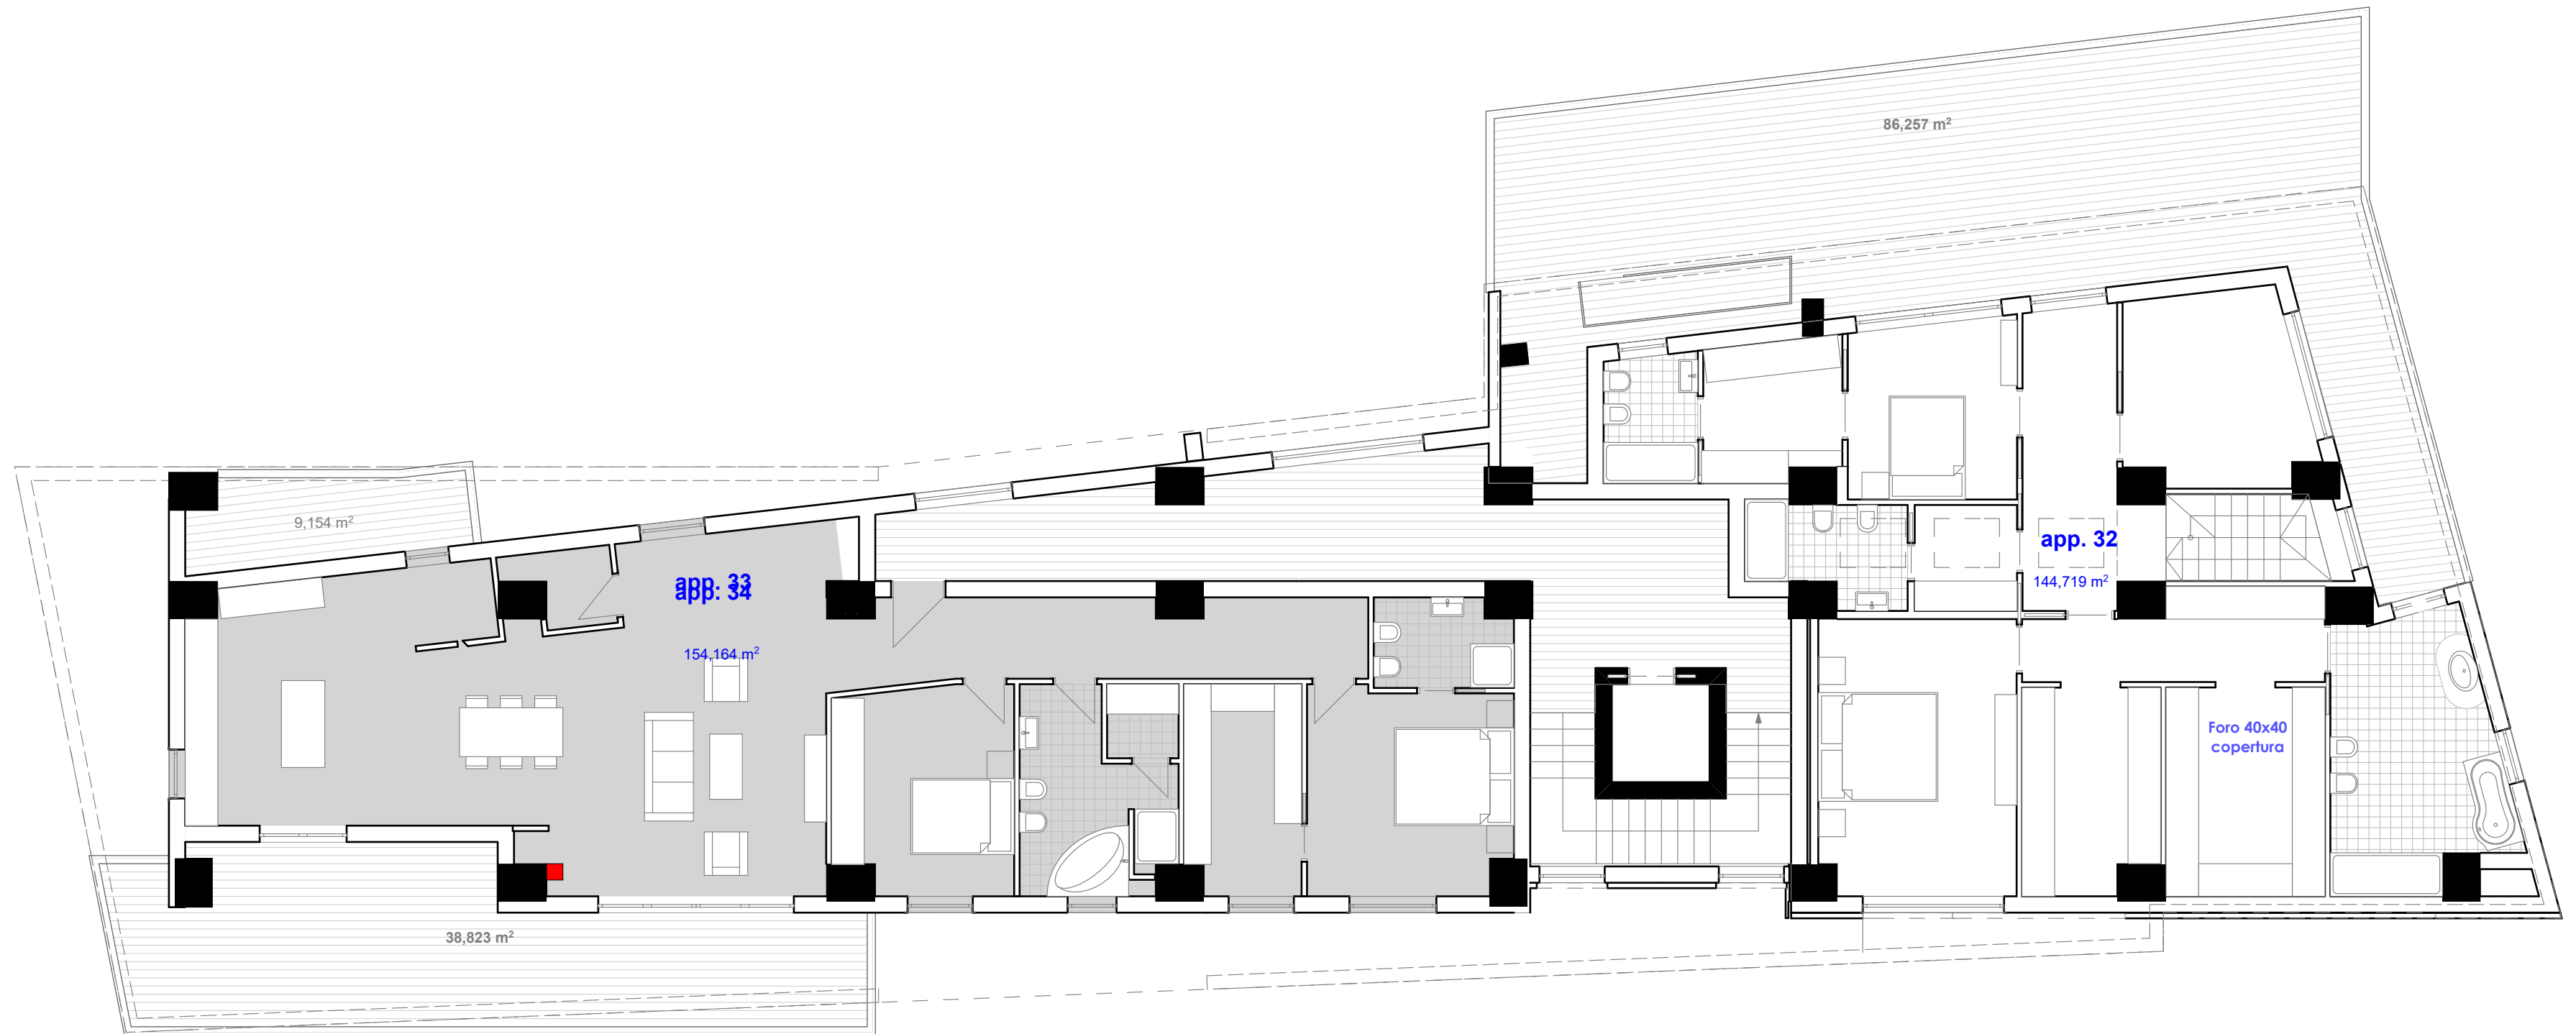 86,257 m²
9,154 m²
app. 33
app. 34
154,164 m²
app. 32
144,719 m²
Foro 40x40
copertura
38,823 m²